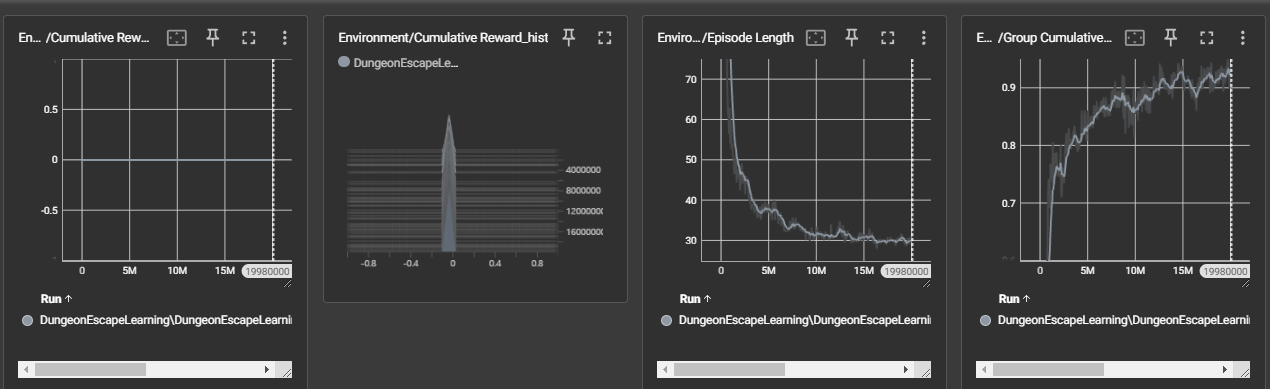 En... /Cumulative Rew...
0.5
0
-0.5
0 5M 10M 15M 19980000
Run ↑
DungeonEscapeLearning\DungeonEscapeLearni
Environment/Cumulative Reward_hist
DungeonEscapeLe...
4000000
8000000
1200000
1600000
-0.8 -0.4 0 0.4 0.8
Enviro... /Episode Length
70
60
50
40
30
0 5M 10M 15M 19980000
Run ↑
DungeonEscapeLearning\DungeonEscapeLearn
E... /Group Cumulative...
0.9
0.8
0.7
0 5M 10M 15M 19980000
Run ↑
DungeonEscapeLearning\DungeonEscapeLearni